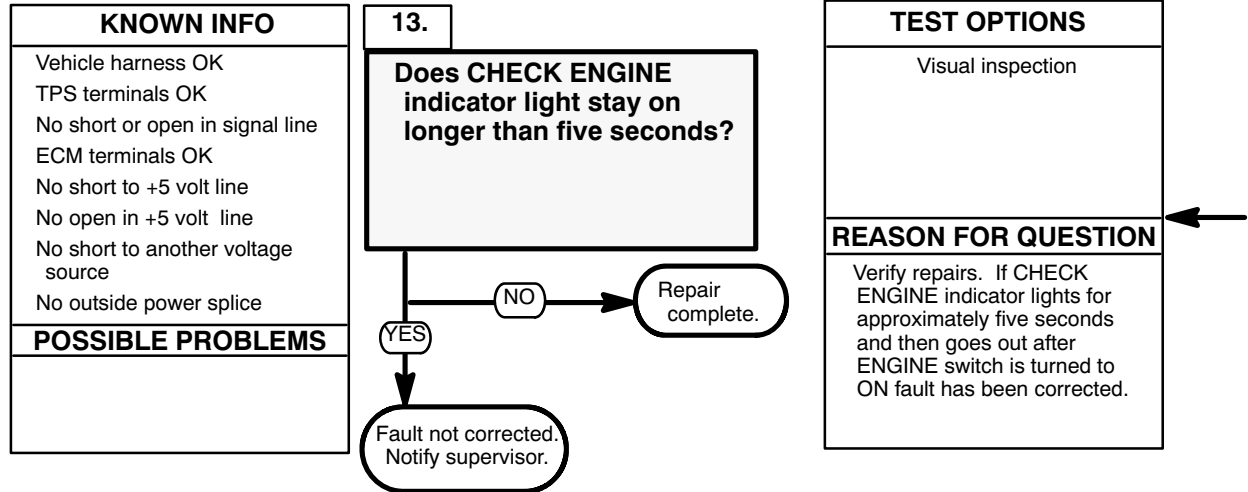 KNOWN INFO
Vehicle harness OK
TPS terminals OK
No short or open in signal line
ECM terminals OK
No short to +5 volt line
No open in +5 volt line
No short to another voltage
source
No outside power splice
POSSIBLE PROBLEMS
13.
Does CHECK ENGINE
indicator light stay on
longer than five seconds?
NO
Repair
complete.
YES
Fault not corrected.
Notify supervisor.
TEST OPTIONS
Visual inspection
REASON FOR QUESTION
Verify repairs. If CHECK
ENGINE indicator lights for
approximately five seconds
and then goes out after
ENGINE switch is turned to
ON fault has been corrected.